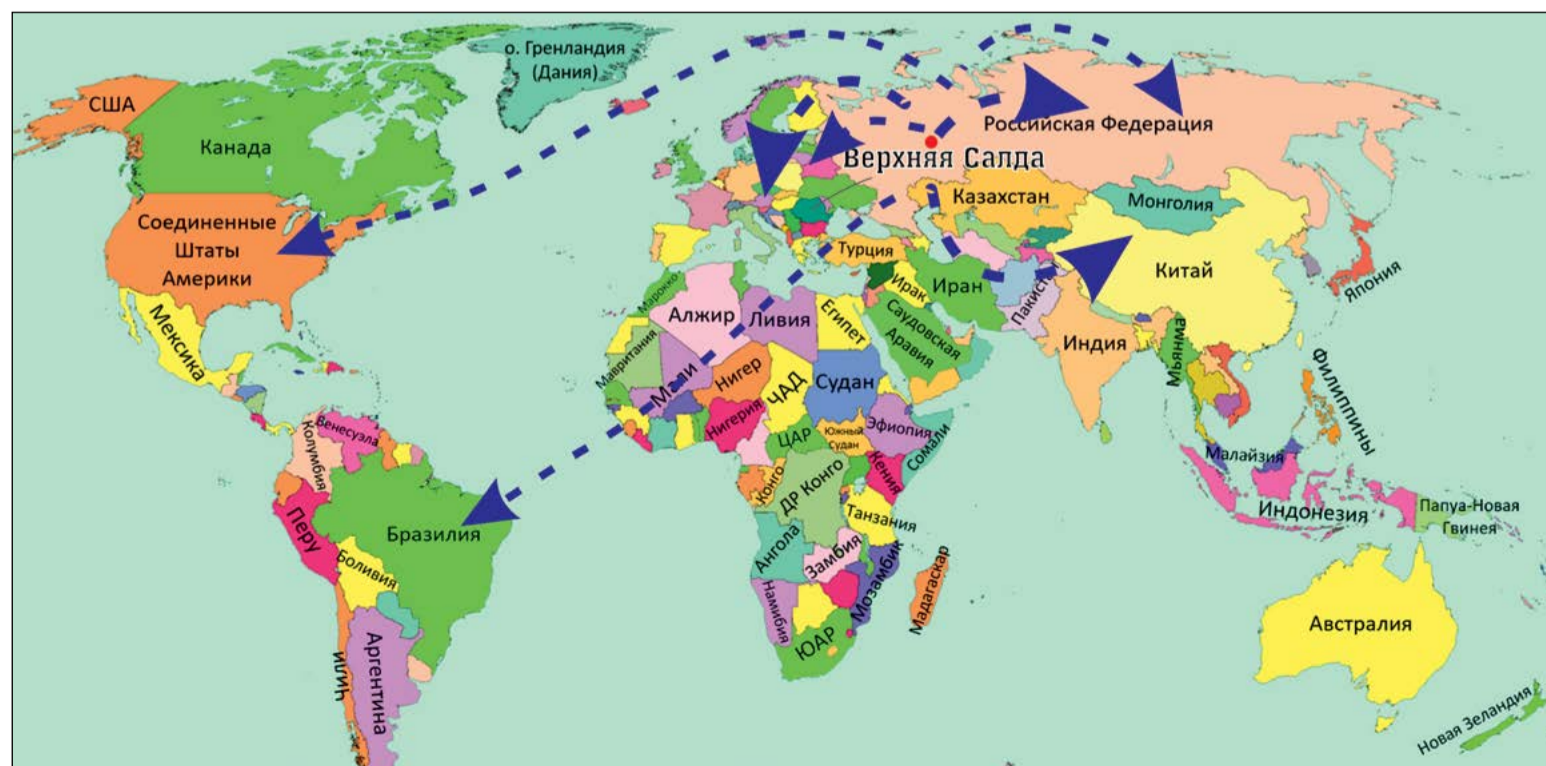 о. Гренландия
(Дания)
США
Канада
Российская Федерация
Верхняя Салда
Казахстан
Монголия
Соединенные
Штаты
Америки
Турция
Китай
Япония
Мексика
Марокко
Алжир
Ливия
Египет
Ирак
Иран
Пакистан
Саудовская
Аравия
Индия
Мьянма
Филиппины
Мавритания
Мали
Нигер
ЧАД
Судан
Нигерия
ЦАР
Южный
Судан
Эфиопия
Сомали
Венесуэла
Колумбия
Конго
ДР Конго
Кения
Танзания
Малайзия
Индонезия
Папуа-Новая
Гвинея
Перу
Бразилия
Боливия
Ангола
Замбия
Мозамбик
Мадагаскар
Намибия
ЮАР
Австралия
Чили
Аргентина
Новая Зеландия